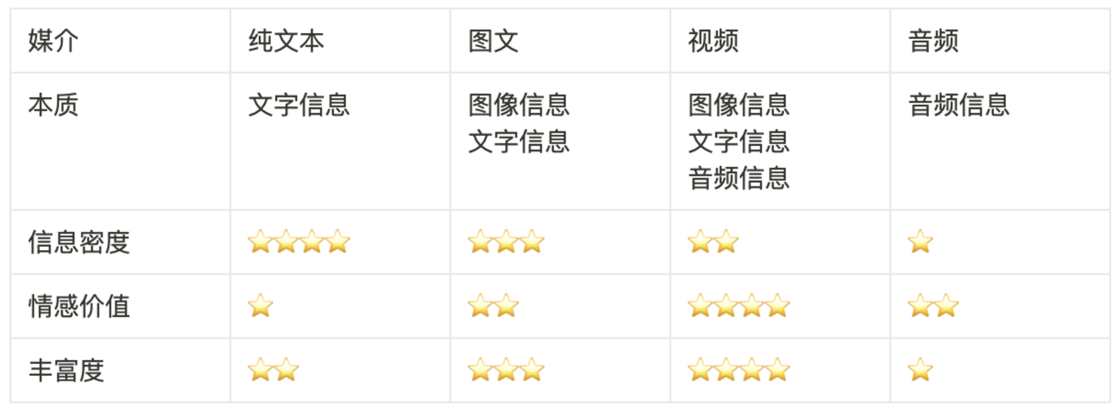 媒介 纯文本 图文 视频 音频
本质 文字信息 图像信息 图像信息 音频信息
文字信息 文字信息
音频信息
信息密度 ⭐⭐⭐⭐ ⭐⭐⭐ ⭐⭐ ⭐
情感价值 ⭐ ⭐⭐ ⭐⭐⭐⭐ ⭐⭐
丰富度 ⭐⭐ ⭐⭐⭐ ⭐⭐⭐⭐ ⭐